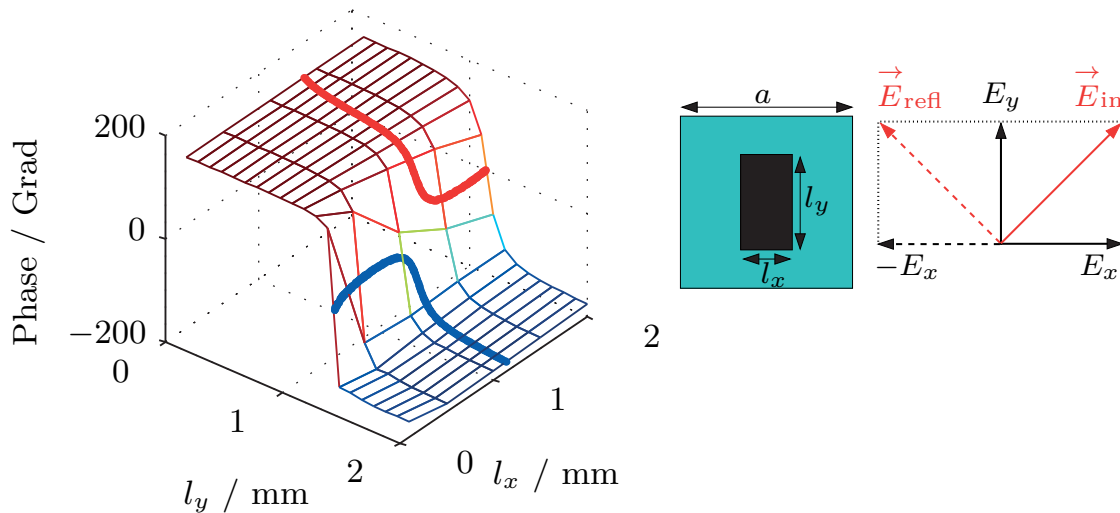 Phase / Grad
200
0
−200
0
1
2
l_y / mm
0
1
2
l_x / mm
a
l_y
l_x
E_refl
E_y
E_in
−E_x
E_x